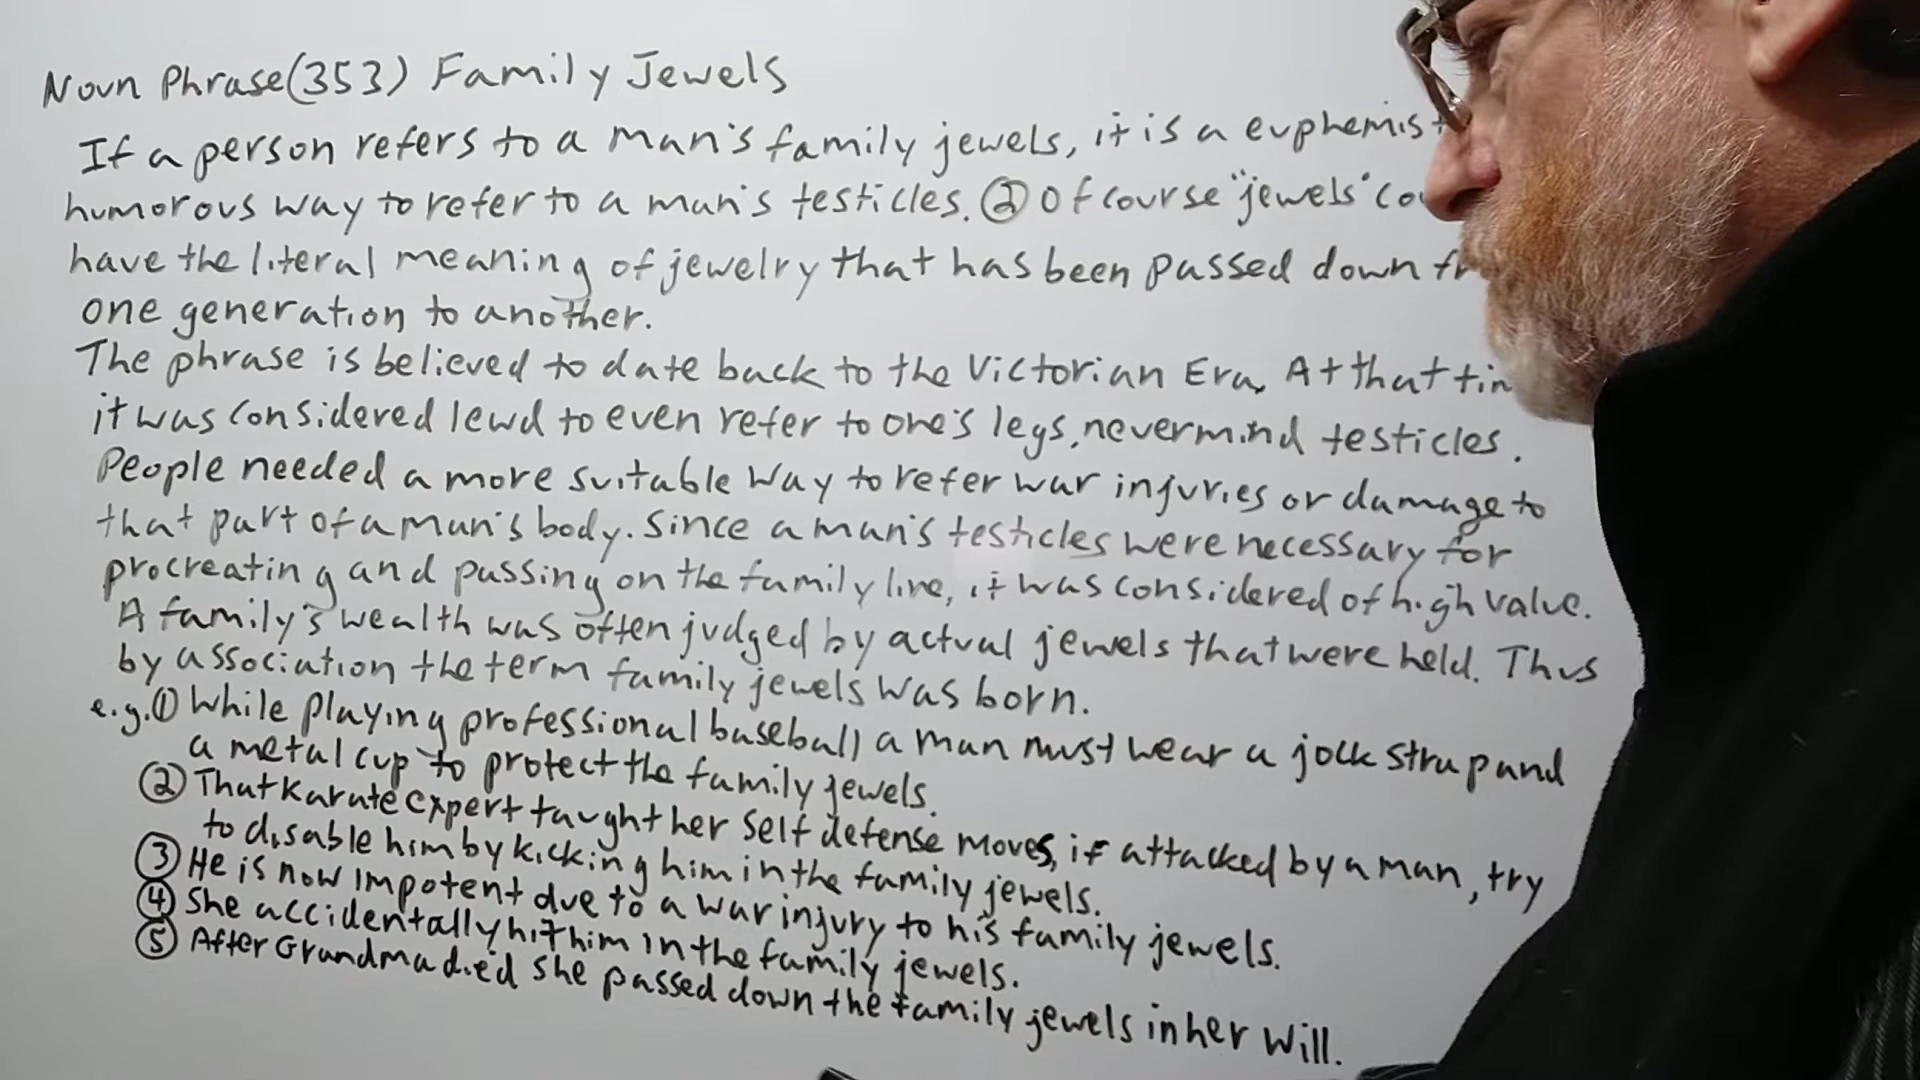 Noun Phrase(353) Family Jewels
If a person refers to a man's family jewels, it is a
humorous way to refer to a man's testicles. ② Of course "jewels"
have the literal meaning of jewelry that has been passed down
one generation to another.
The phrase is believed to date back to the Victorian Era. At that
it was considered lewd to even refer to one's legs, nevermind testicles.
People needed a more suitable way to refer war injuries or damage to
that part of a man's body. Since a man's testicles were necessary for
procreating and passing on the family line, it was considered of high value.
A family's wealth was often judged by actual jewels that were held. Thus
by association the term family jewels was born.
e.g. ① While playing professional baseball a man must wear a jock strap and
a metal cup to protect the family jewels.
② That karate expert taught her self defense moves, if attacked by a man, try
to disable him by kicking him in the family jewels.
③ He is now impotent due to a war injury to his family jewels.
④ She accidentally hit him in the family jewels.
⑤ After Grandma died she passed down the family jewels in her will.